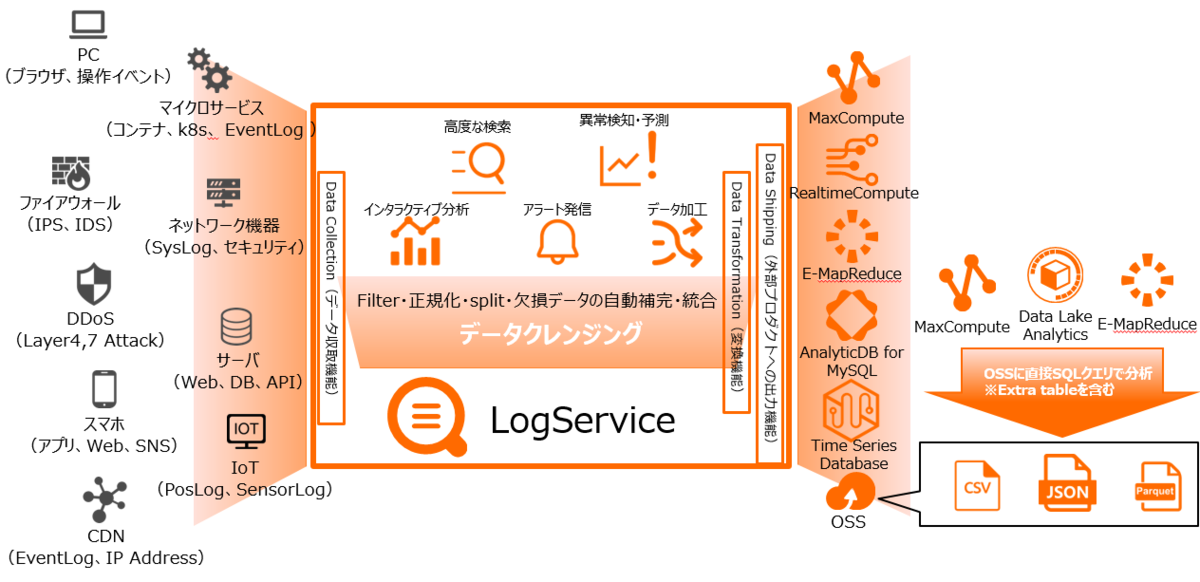 PC
（ブラウザ、操作イベント）
マイクロサービス
（コンテナ、k8s、 EventLog ）
ファイアウォール
（IPS、IDS）
ネットワーク機器
（SysLog、セキュリティ）
DDoS
（Layer4,7 Attack）
サーバ
（Web、DB、API）
スマホ
（アプリ、Web、SNS）
IOT
IoT
（PosLog、SensorLog）
CDN
（EventLog、IP Address）
Data Collection（データ収取機能）
高度な検索
異常検知・予測
インタラクティブ分析
アラート発信
データ加工
Filter・正規化・split・欠損データの自動補完・統合
データクレンジング
LogService
Data Transformation（変換機能）
Data Shipping（外部プロダクトへの出力機能）
MaxCompute
RealtimeCompute
E-MapReduce
AnalyticDB for
MySQL
Time Series
Database
OSS
MaxCompute
Data Lake
Analytics
E-MapReduce
OSSに直接SQLクエリで分析
※Extra tableを含む
CSV
JSON
Parquet